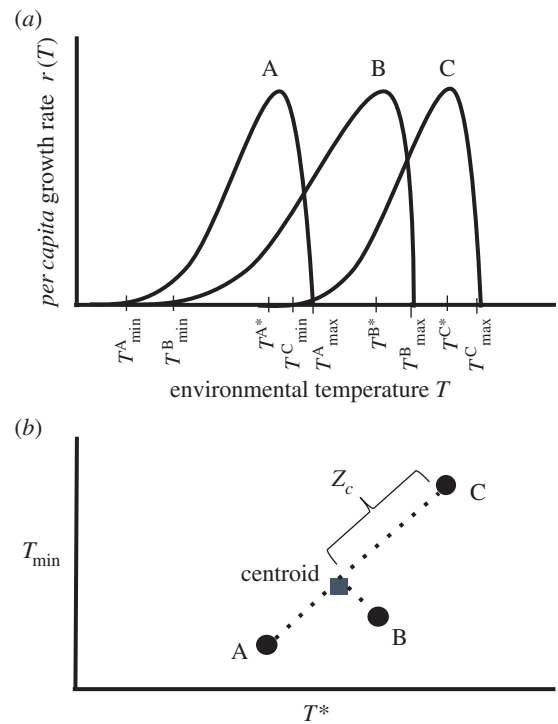 (a)
A
B
C
per capita growth rate r (T)
T^A_min
T^B_min
T^A*
T^C_min
T^A_max
T^B*
T^B_max
T^C*
T^C_max
environmental temperature T
(b)
Z_c
C
T_min
centroid
A
B
T*